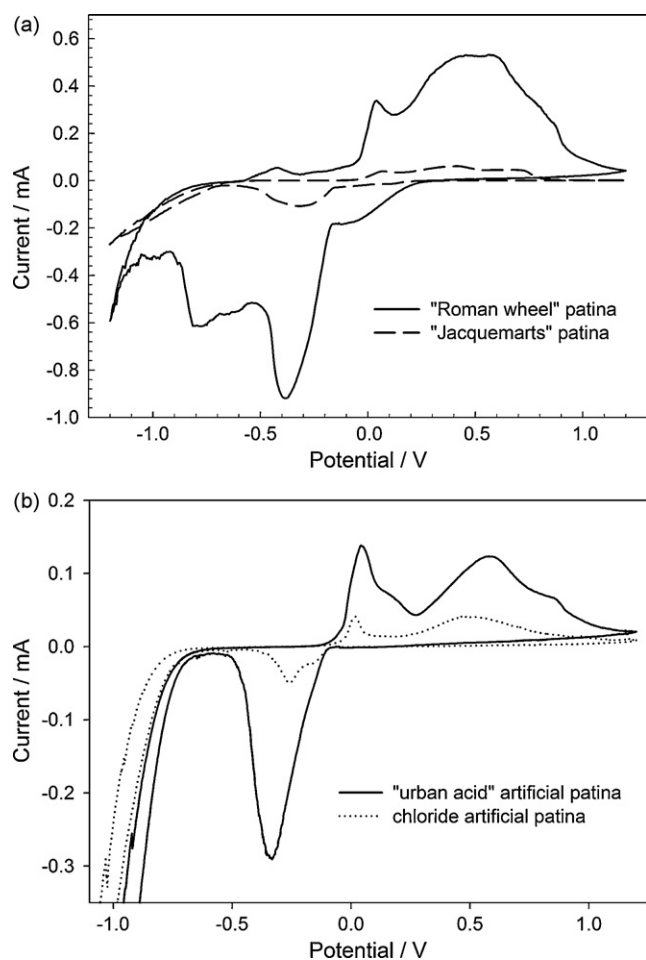 (a)
0.6
0.4
0.2
0.0
-0.2
-0.4
-0.6
-0.8
-1.0
Current / mA
"Roman wheel" patina
"Jacquemarts" patina
-1.0 -0.5 0.0 0.5 1.0
Potential / V
(b)
0.2
0.1
0.0
-0.1
-0.2
-0.3
Current / mA
"urban acid" artificial patina
chloride artificial patina
-1.0 -0.5 0.0 0.5 1.0
Potential / V